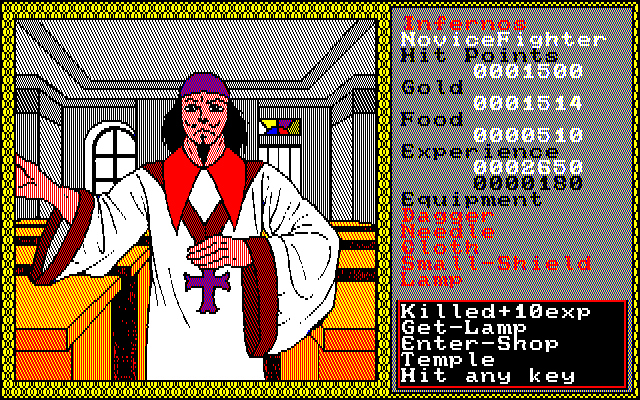 Infernos
NoviceFighter
Hit Points
0001500
Gold
0001514
Food
0000510
Experience
0002650
0000180
Equipment
Dagger
Needle
Cloth
Small-Shield
Lamp
Killed+10exp
Get-Lamp
Enter-Shop
Temple
Hit any key